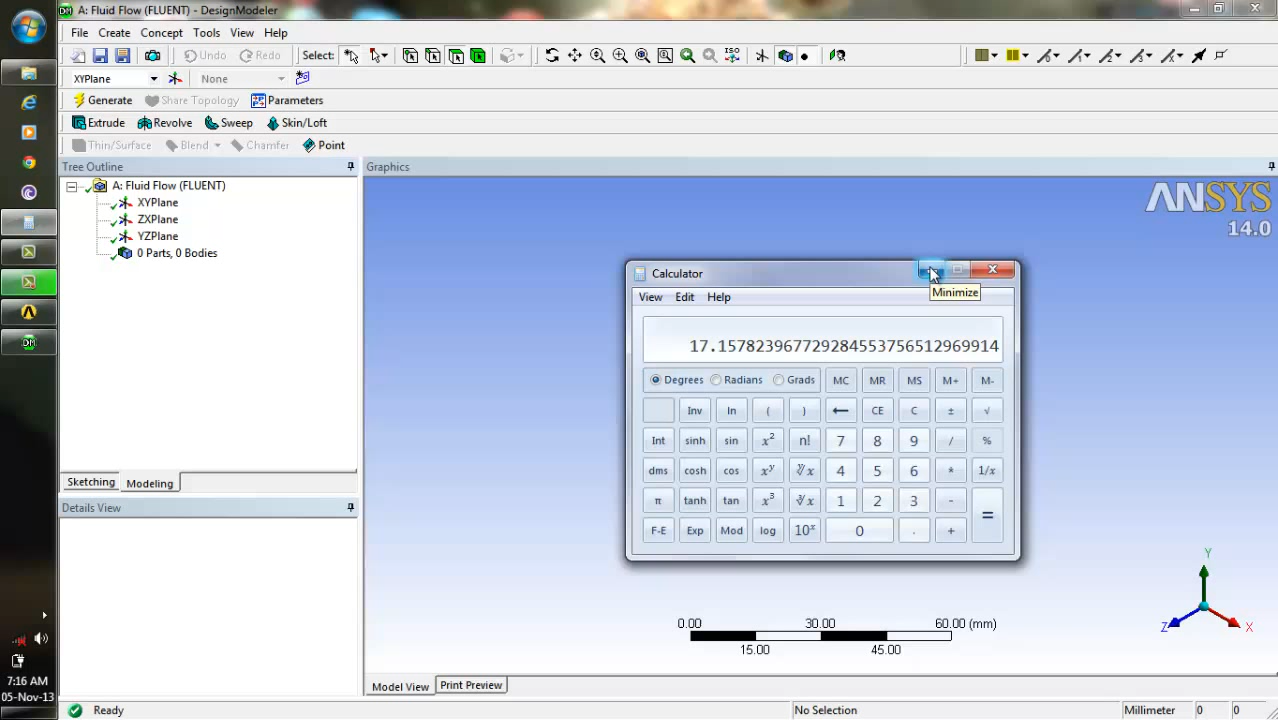 A: Fluid Flow (FLUENT) - DesignModeler
File Create Concept Tools View Help
Undo Redo Select: ISO
XYPlane None
Generate Share Topology Parameters
Extrude Revolve Sweep Skin/Loft
Thin/Surface Blend Chamfer Point
Tree Outline
A: Fluid Flow (FLUENT)
XYPlane
ZXPlane
YZPlane
0 Parts, 0 Bodies
Sketching Modeling
Details View
Graphics
ANSYS
14.0
Calculator
Minimize
View Edit Help
17.157823967729284553756512969914
Degrees Radians Grads MC MR MS M+ M-
Inv ln ( ) ← CE C ± √
Int sinh sin x² n! 7 8 9 / %
dms cosh cos xʸ ʸ√x 4 5 6 * 1/x
π tanh tan x³ ³√x 1 2 3 - =
F-E Exp Mod log 10ˣ 0 . +
0.00 30.00 60.00 (mm)
15.00 45.00
Y
Z X
Model View Print Preview
Ready No Selection Millimeter 0 0
DM
7:16 AM
05-Nov-13